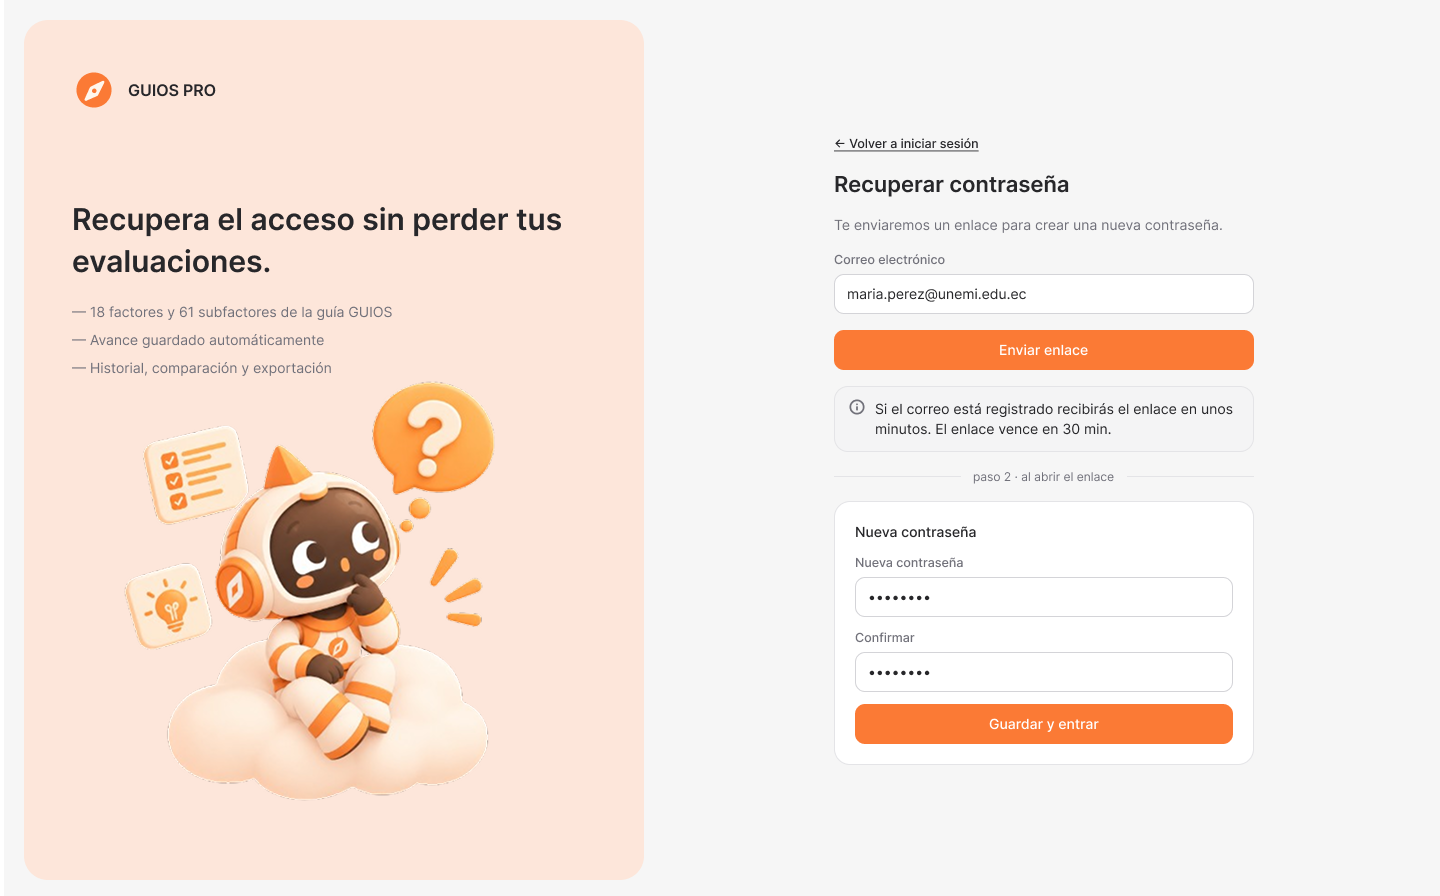 GUIOS PRO
Recupera el acceso sin perder tus
evaluaciones.
— 18 factores y 61 subfactores de la guía GUIOS
— Avance guardado automáticamente
— Historial, comparación y exportación
?
← Volver a iniciar sesión
Recuperar contraseña
Te enviaremos un enlace para crear una nueva contraseña.
Correo electrónico
maria.perez@unemi.edu.ec
Enviar enlace
Si el correo está registrado recibirás el enlace en unos
minutos. El enlace vence en 30 min.
paso 2 · al abrir el enlace
Nueva contraseña
Nueva contraseña
••••••••
Confirmar
••••••••
Guardar y entrar